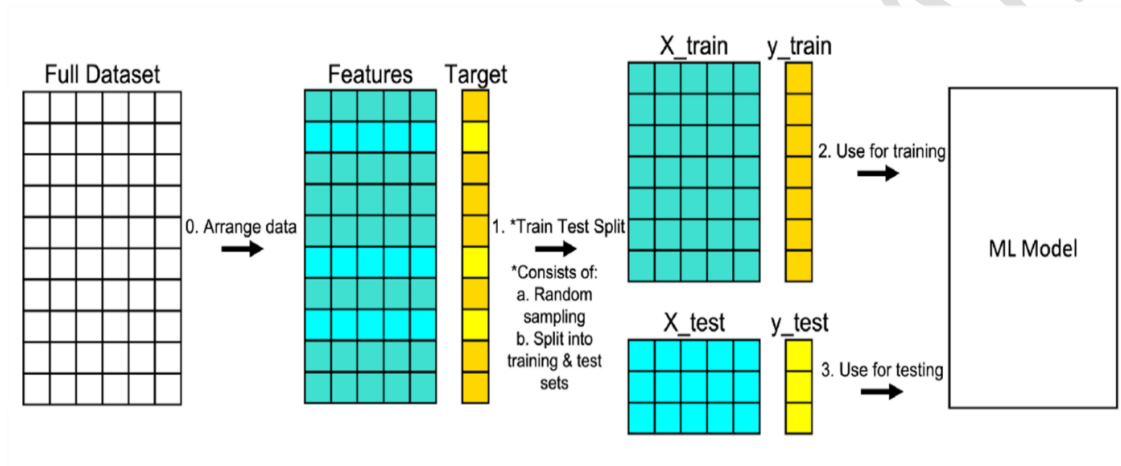 Full Dataset
0. Arrange data
Features
Target
1. *Train Test Split
*Consists of:
a. Random
sampling
b. Split into
training & test
sets
X_train
y_train
2. Use for training
X_test
y_test
3. Use for testing
ML Model